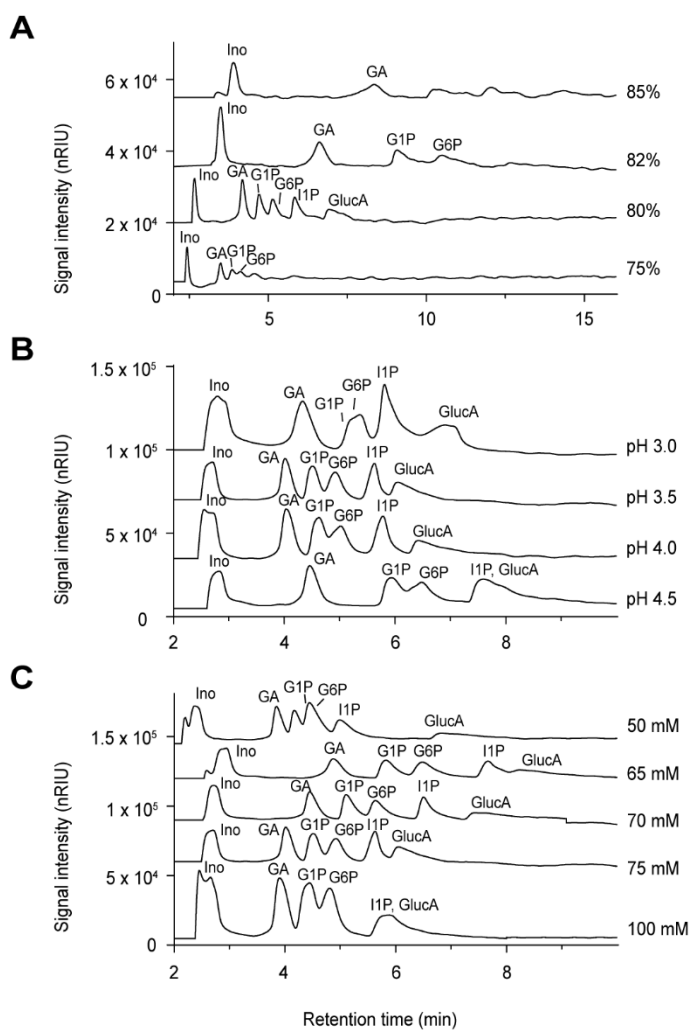 A
Ino
GA
6 x 10⁴
85%
Ino
GA
G1P
G6P
4 x 10⁴
82%
Ino
GA
G1P
G6P
I1P
GlucA
2 x 10⁴
80%
Ino
GA
G1P
G6P
75%
0
Signal intensity (nRIU)
5
10
15
B
1.5 x 10⁵
Ino
GA
G1P
G6P
I1P
GlucA
pH 3.0
1 x 10⁵
Ino
GA
G1P
G6P
I1P
GlucA
pH 3.5
Ino
GA
G1P
G6P
I1P
GlucA
5 x 10⁴
pH 4.0
Ino
GA
G1P
G6P
I1P, GlucA
pH 4.5
0
Signal intensity (nRIU)
2
4
6
8
C
Ino
GA
G1P
G6P
I1P
GlucA
1.5 x 10⁵
50 mM
Ino
GA
G1P
G6P
I1P
GlucA
65 mM
Ino
GA
G1P
G6P
I1P
GlucA
1 x 10⁵
70 mM
Ino
GA
G1P
G6P
I1P
GlucA
5 x 10⁴
75 mM
Ino
GA
G1P
G6P
I1P, GlucA
100 mM
0
Signal intensity (nRIU)
2
4
6
8
Retention time (min)